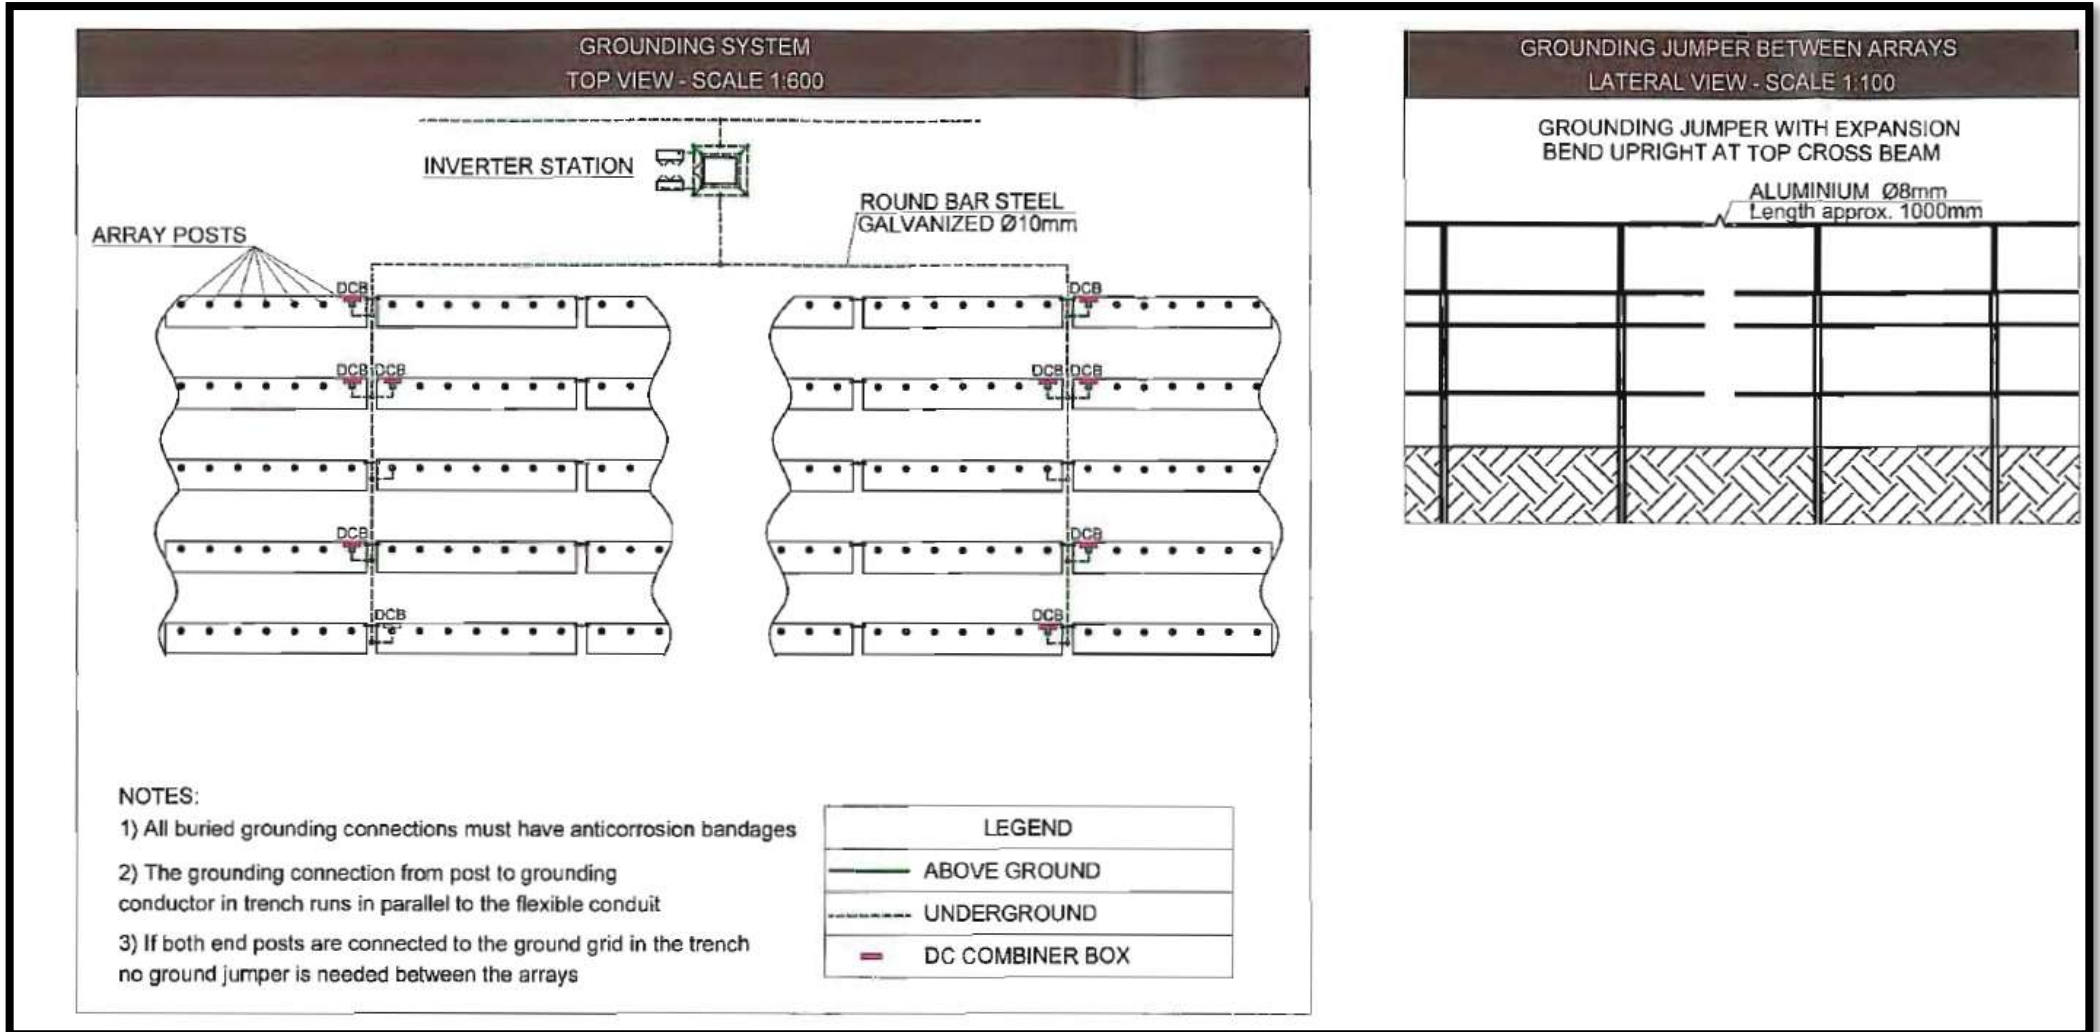 GROUNDING SYSTEM
TOP VIEW - SCALE 1:600
INVERTER STATION
ROUND BAR STEEL
GALVANIZED Ø10mm
ARRAY POSTS
DCB
DCB
DCB DCB
DCB DCB
DCB
DCB
DCB
DCB
NOTES:
1) All buried grounding connections must have anticorrosion bandages
2) The grounding connection from post to grounding
conductor in trench runs in parallel to the flexible conduit
3) If both end posts are connected to the ground grid in the trench
no ground jumper is needed between the arrays
LEGEND
ABOVE GROUND
UNDERGROUND
DC COMBINER BOX
GROUNDING JUMPER BETWEEN ARRAYS
LATERAL VIEW - SCALE 1:100
GROUNDING JUMPER WITH EXPANSION
BEND UPRIGHT AT TOP CROSS BEAM
ALUMINIUM Ø8mm
Length approx. 1000mm